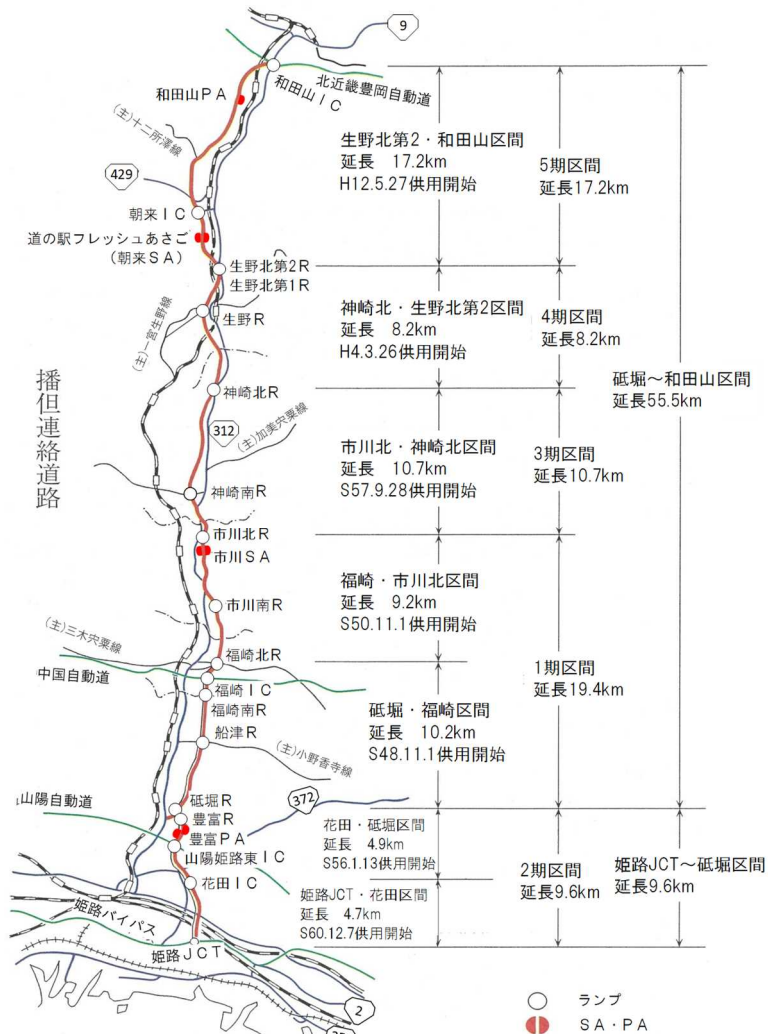 9
和田山PA
和田山IC
北近畿豊岡自動道
(主)十二所澤線
429
朝来IC
道の駅フレッシュあさご
(朝来SA)
生野北第2R
生野北第1R
生野R
(主)一宮生野線
神崎北R
312
(主)加美宍粟線
播但連絡道路
神崎南R
市川北R
市川SA
市川南R
(主)三木宍粟線
福崎北R
中国自動道
福崎IC
福崎南R
船津R
(主)小野香寺線
砥堀R
372
山陽自動道
豊富R
豊富PA
山陽姫路東IC
花田IC
姫路バイパス
姫路JCT
2
生野北第2・和田山区間
延長 17.2km
H12.5.27供用開始
神崎北・生野北第2区間
延長 8.2km
H4.3.26供用開始
市川北・神崎北区間
延長 10.7km
S57.9.28供用開始
福崎・市川北区間
延長 9.2km
S50.11.1供用開始
砥堀・福崎区間
延長 10.2km
S48.11.1供用開始
花田・砥堀区間
延長 4.9km
S56.1.13供用開始
姫路JCT・花田区間
延長 4.7km
S60.12.7供用開始
5期区間
延長17.2km
4期区間
延長8.2km
3期区間
延長10.7km
1期区間
延長19.4km
2期区間
延長9.6km
砥堀～和田山区間
延長55.5km
姫路JCT～砥堀区間
延長9.6km
ランプ
SA・PA